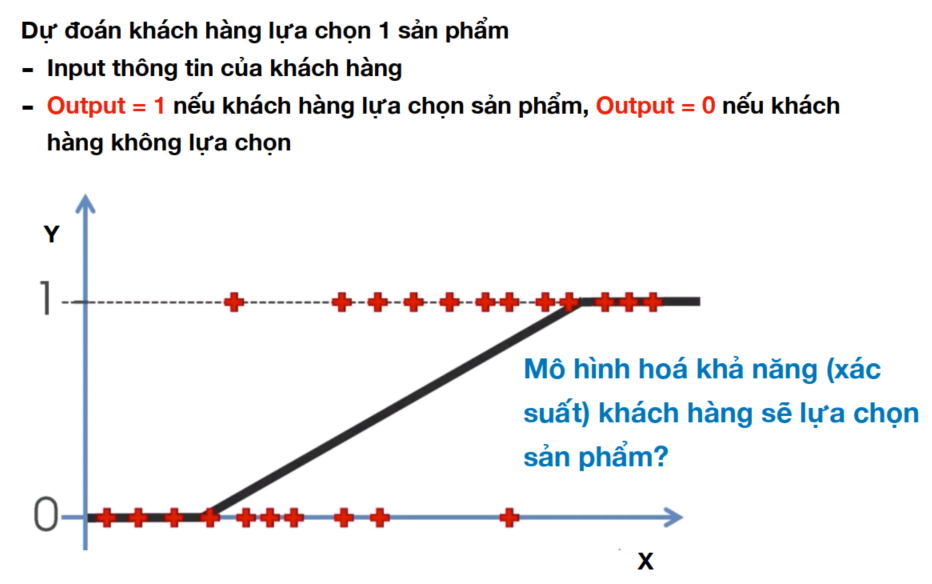 Dự đoán khách hàng lựa chọn 1 sản phẩm
- Input thông tin của khách hàng
- Output = 1 nếu khách hàng lựa chọn sản phẩm, Output = 0 nếu khách
hàng không lựa chọn
Y
1
Mô hình hoá khả năng (xác
suất) khách hàng sẽ lựa chọn
sản phẩm?
0
X